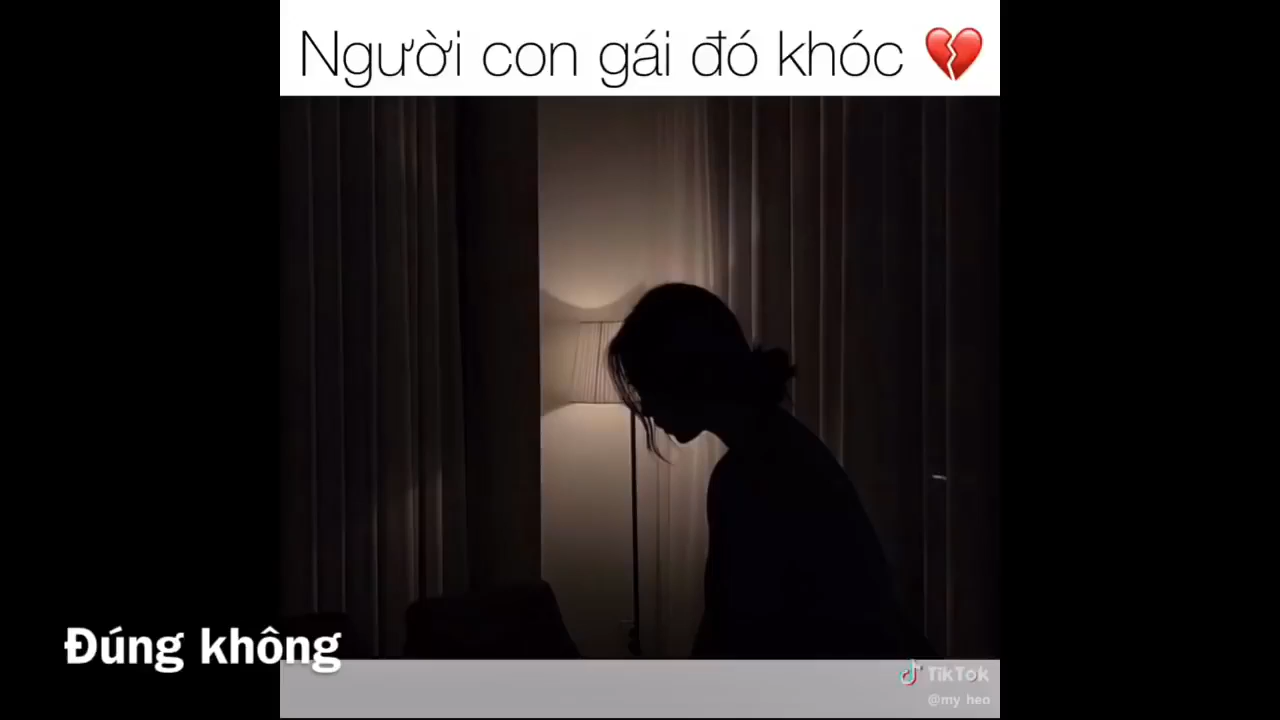 Người con gái đó khóc 💔
Đúng không
TikTok
@my heo